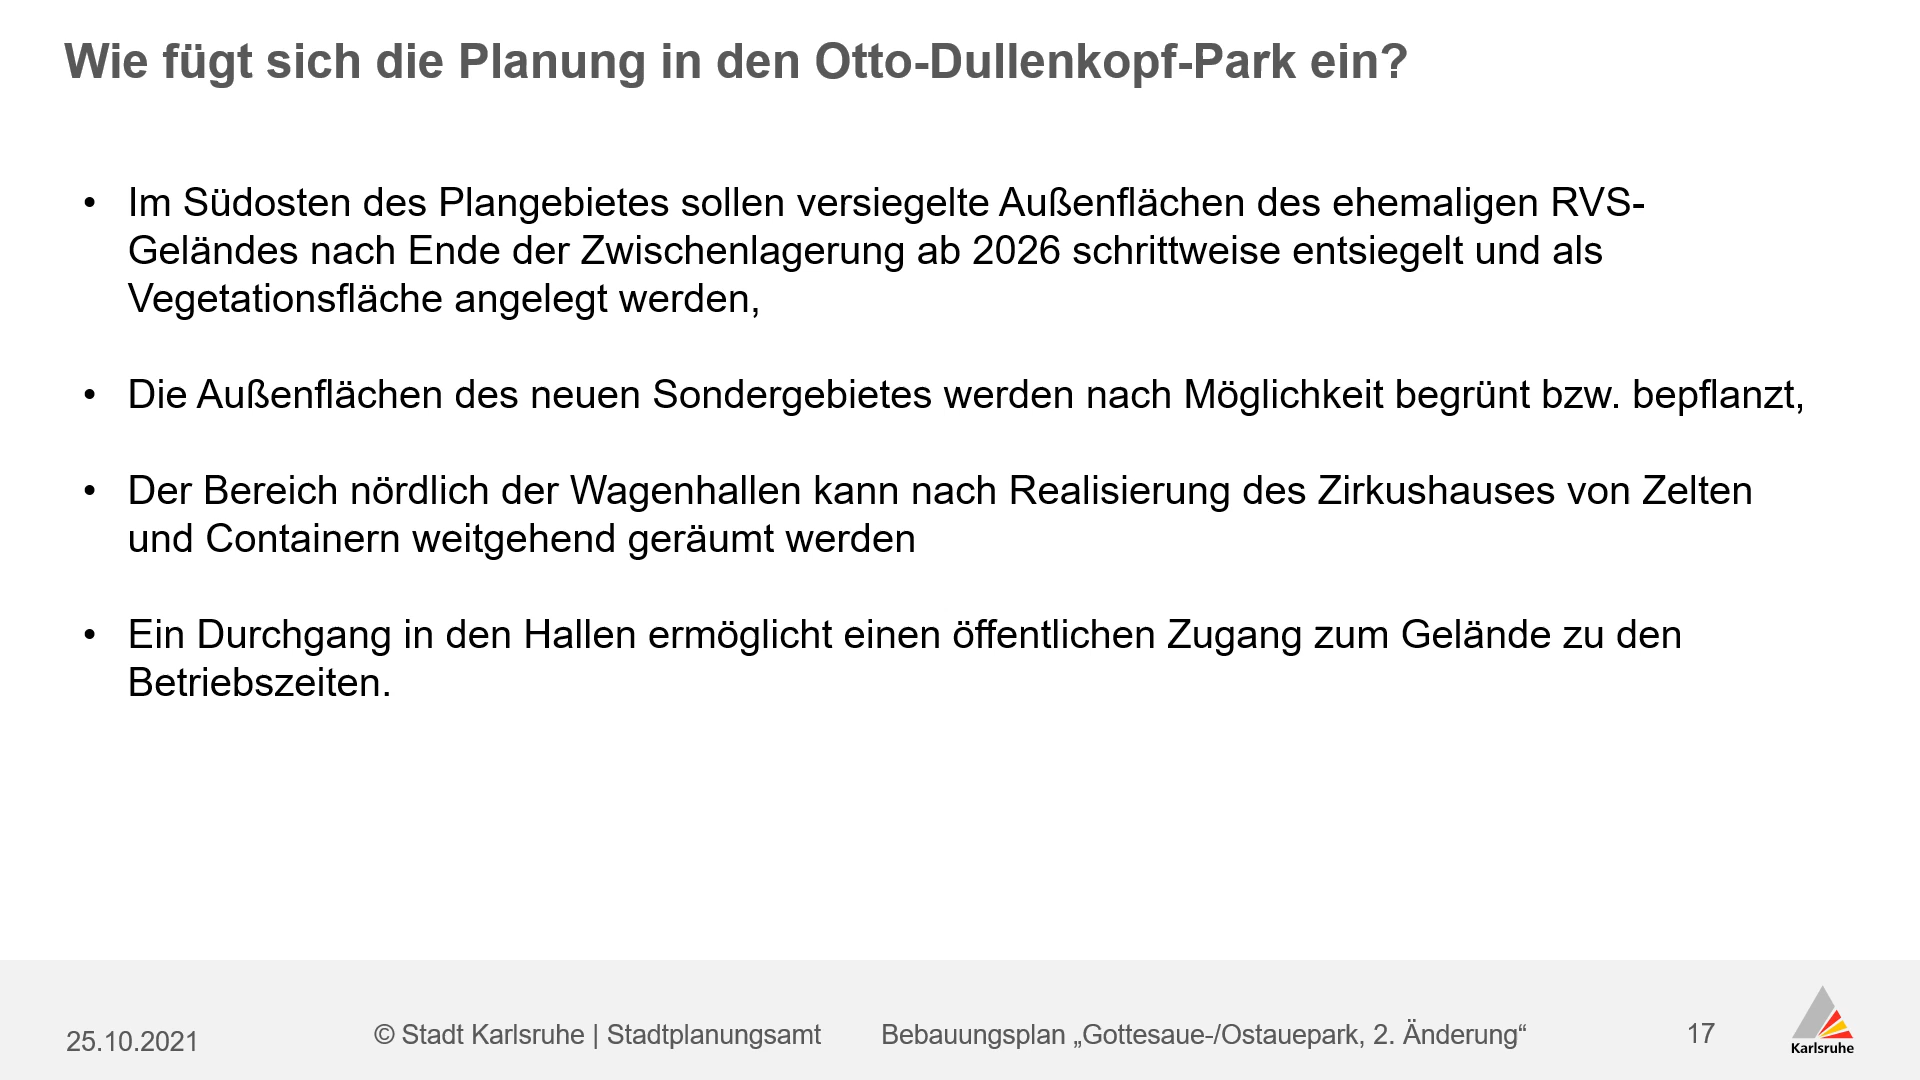 Wie fügt sich die Planung in den Otto-Dullenkopf-Park ein?
• Im Südosten des Plangebietes sollen versiegelte Außenflächen des ehemaligen RVS-
Geländes nach Ende der Zwischenlagerung ab 2026 schrittweise entsiegelt und als
Vegetationsfläche angelegt werden,
• Die Außenflächen des neuen Sondergebietes werden nach Möglichkeit begrünt bzw. bepflanzt,
• Der Bereich nördlich der Wagenhallen kann nach Realisierung des Zirkushauses von Zelten
und Containern weitgehend geräumt werden
• Ein Durchgang in den Hallen ermöglicht einen öffentlichen Zugang zum Gelände zu den
Betriebszeiten.
25.10.2021
© Stadt Karlsruhe | Stadtplanungsamt
Bebauungsplan „Gottesaue-/Ostauepark, 2. Änderung“
17
Karlsruhe